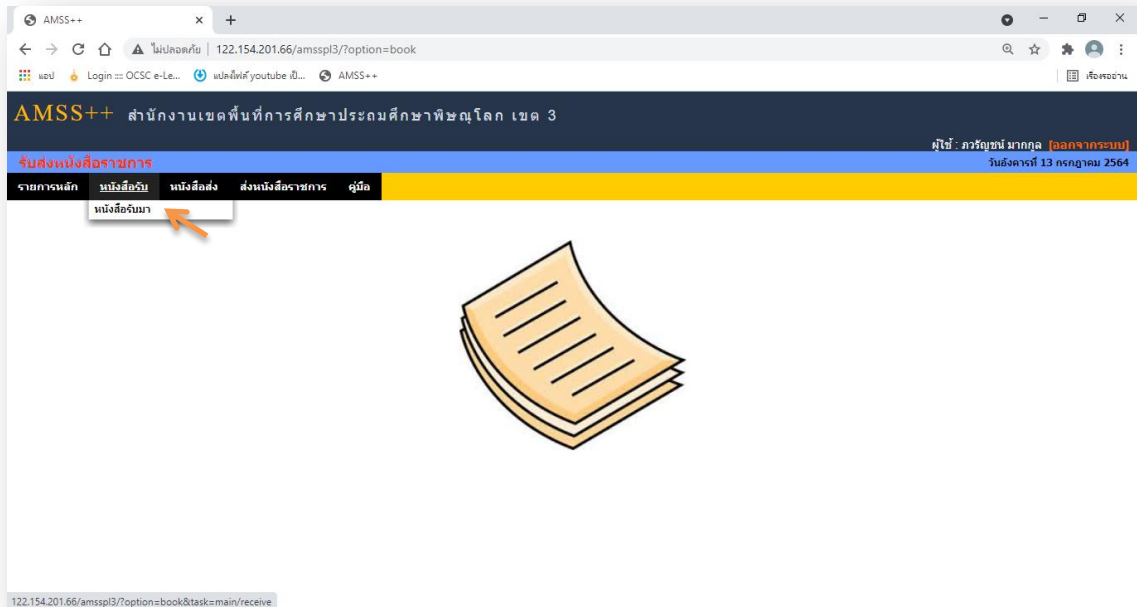 AMSS++
ไม่ปลอดภัย | 122.154.201.66/amsspl3/?option=book
แอป Login :::: OCSC e-Le... แปลงไฟล์ youtube เป็... AMSS++ เรื่องรออ่าน
AMSS++ สำนักงานเขตพื้นที่การศึกษาประถมศึกษาพิษณุโลก เขต 3
ผู้ใช้ : ภวรัญชน์ มากกุล [ออกจากระบบ]
รับส่งหนังสือราชการ วันอังคารที่ 13 กรกฎาคม 2564
รายการหลัก หนังสือรับ หนังสือส่ง ส่งหนังสือราชการ คู่มือ
หนังสือรับมา
122.154.201.66/amsspl3/?option=book&task=main/receive